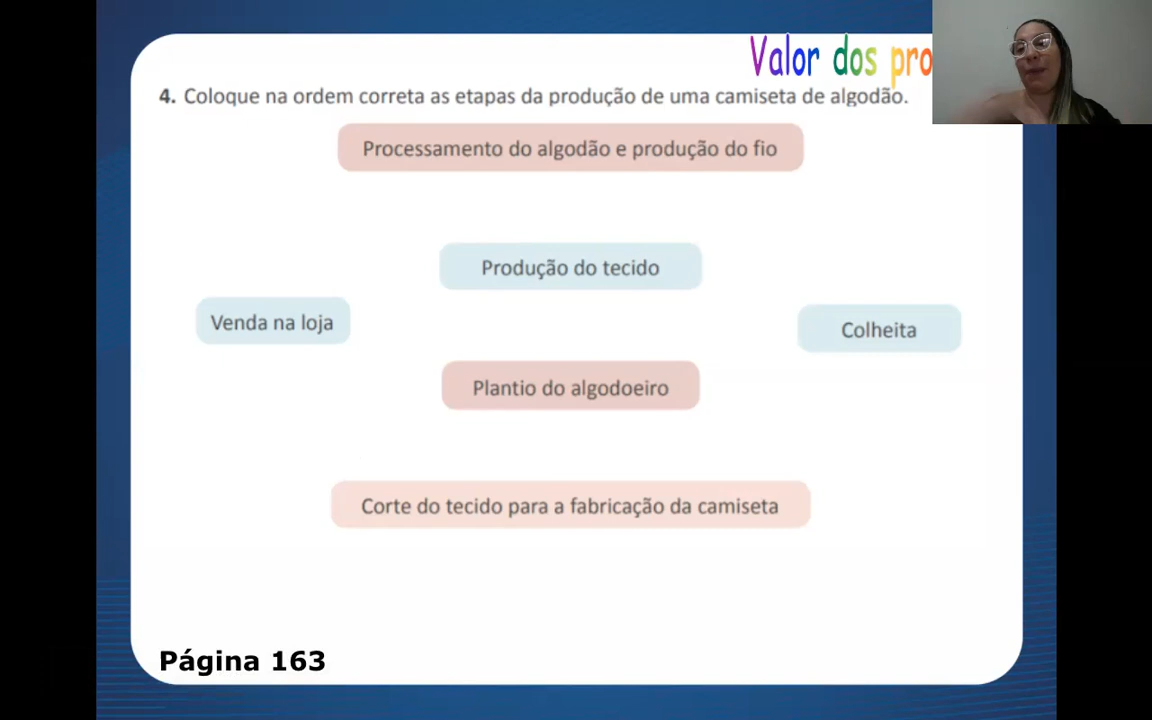 Valor dos pro
4. Coloque na ordem correta as etapas da produção de uma camiseta de algodão.
Processamento do algodão e produção do fio
Produção do tecido
Venda na loja
Colheita
Plantio do algodoeiro
Corte do tecido para a fabricação da camiseta
Página 163